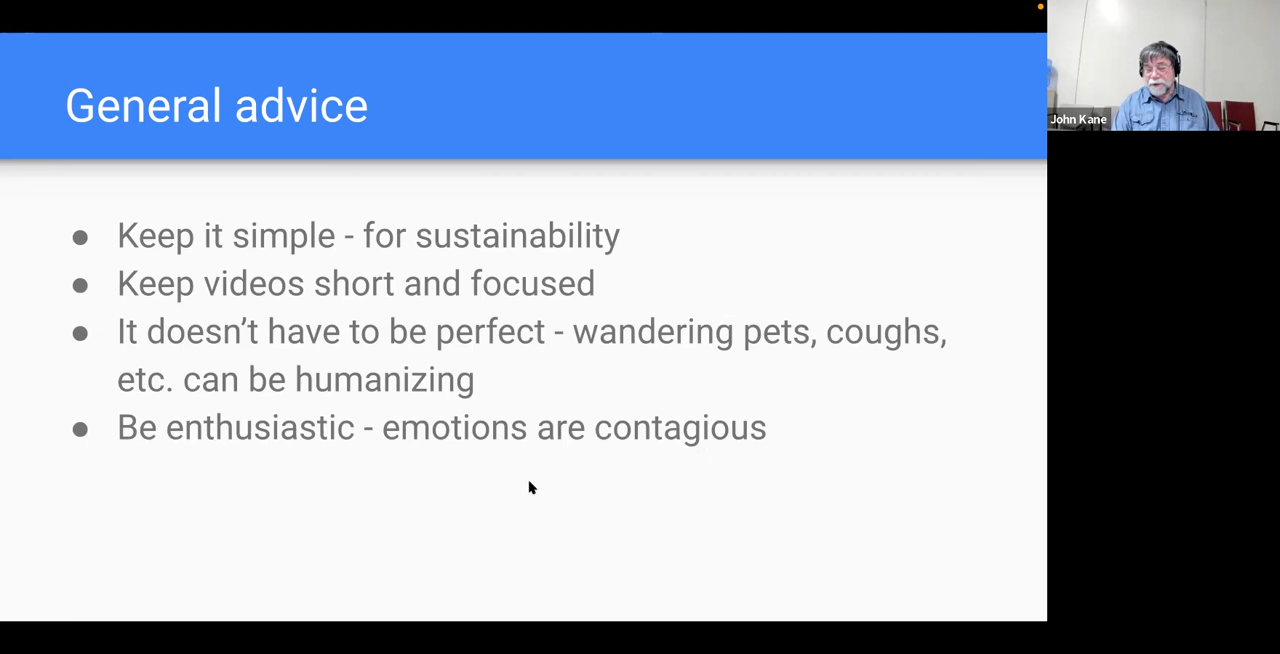 General advice
John Kane
● Keep it simple - for sustainability
● Keep videos short and focused
● It doesn’t have to be perfect - wandering pets, coughs,
etc. can be humanizing
● Be enthusiastic - emotions are contagious